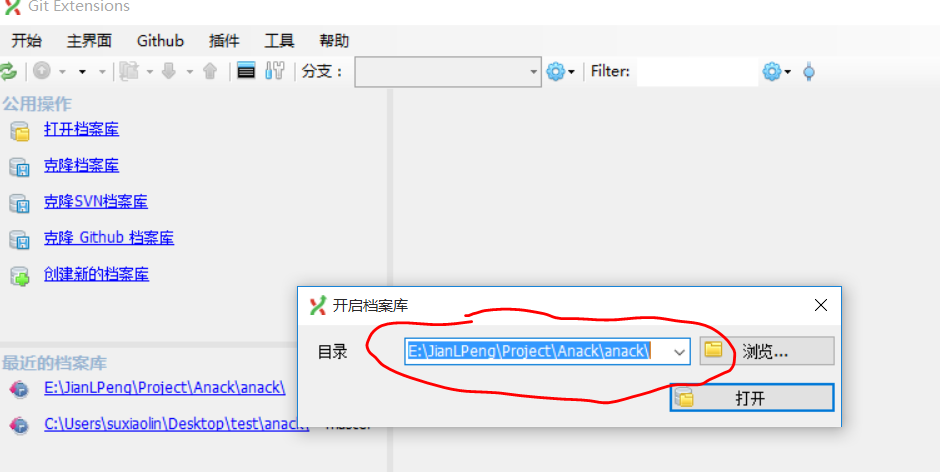 Git Extensions
开始 主界面 Github 插件 工具 帮助
分支： Filter:
公用操作
打开档案库
克隆档案库
克隆SVN档案库
克隆 Github 档案库
创建新的档案库
开启档案库
目录 E:\JianLPeng\Project\Anack\anack\ 浏览...
打开
最近的档案库
E:\JianLPeng\Project\Anack\anack\
C:\Users\suxiaolin\Desktop\test\anack\ master